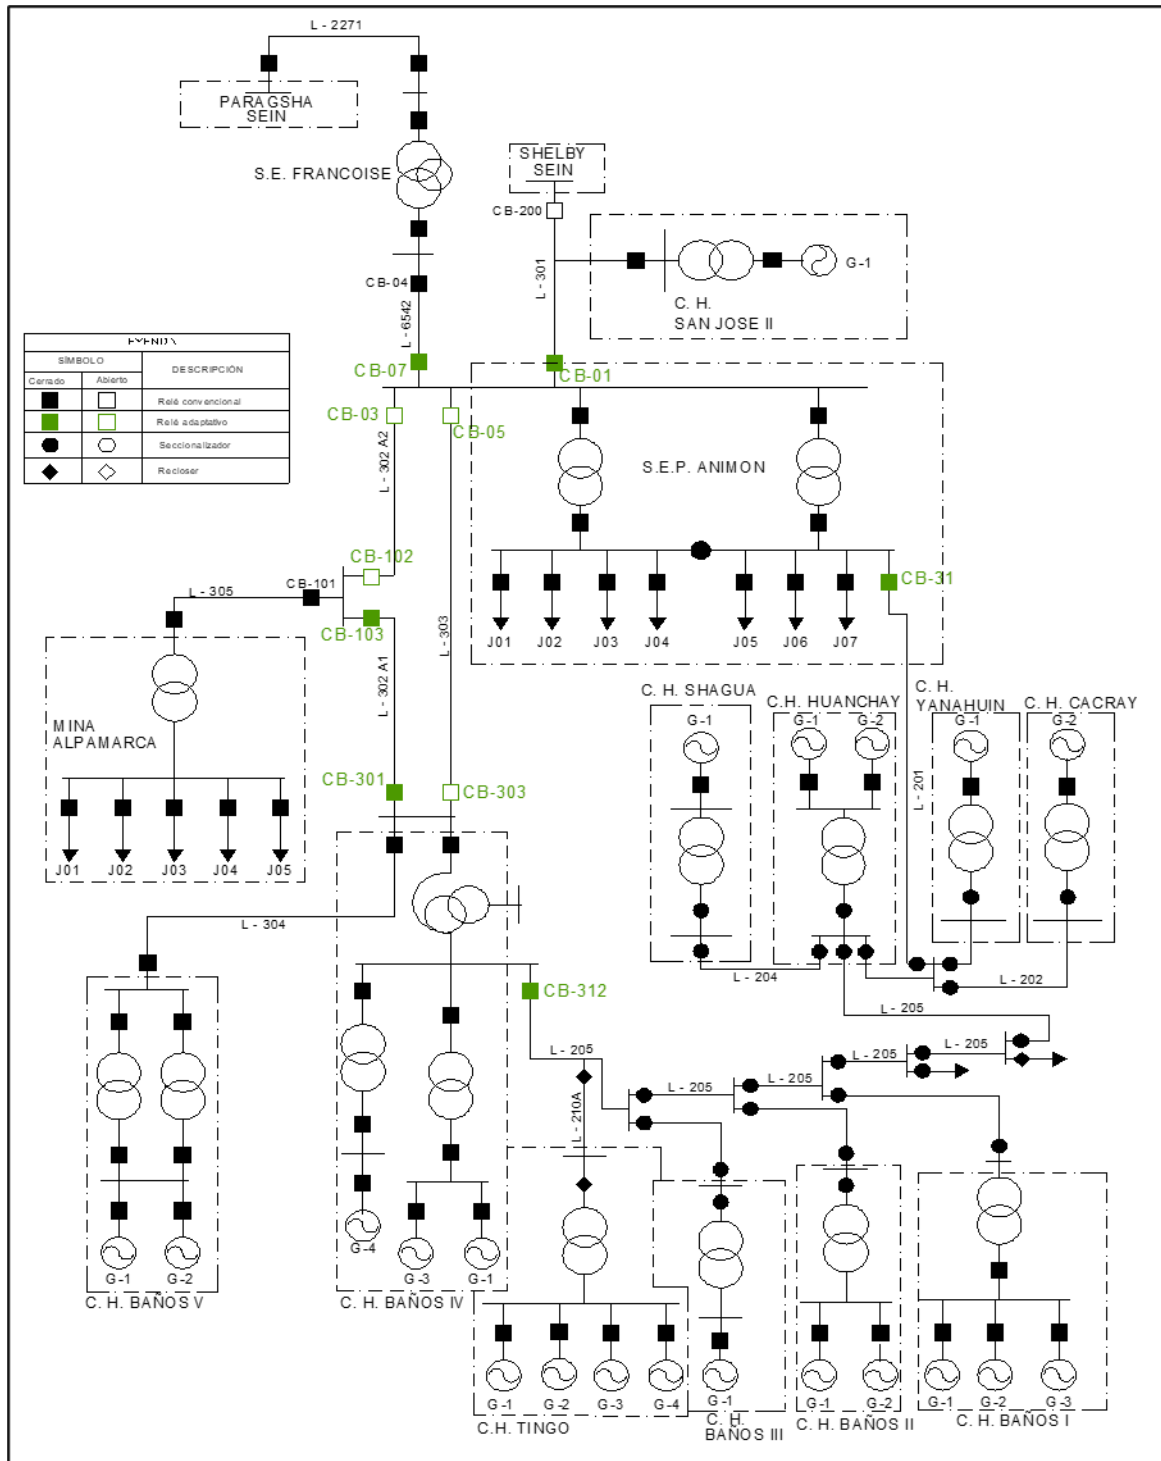 L - 2271
PARAGSHA
SEIN
S.E. FRANCOISE
SHELBY
SEIN
CB-200
L - 301
G-1
C. H.
SAN JOSE II
CB-04
L - 6542
CB-07
CB-01
SÍMBOLO
DESCRIPCIÓN
Cerrado
Abierto
Relé convencional
Relé adaptativo
Seccionalizador
Recloser
CB-03
CB-05
L - 302 A2
S.E.P. ANIMON
CB-102
CB-101
L - 305
CB-103
CB-31
L - 303
J01
J02
J03
J04
J05
J06
J07
L - 302 A1
MINA
ALPAMARCA
C. H. SHAGUA
C.H. HUANCHAY
C. H.
YANAHUIN
C. H. CACRAY
G-1
G-1
G-2
G-1
G-2
L - 201
CB-301
CB-303
J01
J02
J03
J04
J05
L - 304
L - 204
L - 202
CB-312
L - 205
L - 205
L - 205
L - 205
L - 205
L - 210A
G-4
G-3
G-1
G-1
G-2
C. H. BAÑOS V
C. H. BAÑOS IV
G-1
G-2
G-3
G-4
C.H. TINGO
G-1
C. H.
BAÑOS III
G-1
G-2
C. H. BAÑOS II
G-1
G-2
G-3
C. H. BAÑOS I